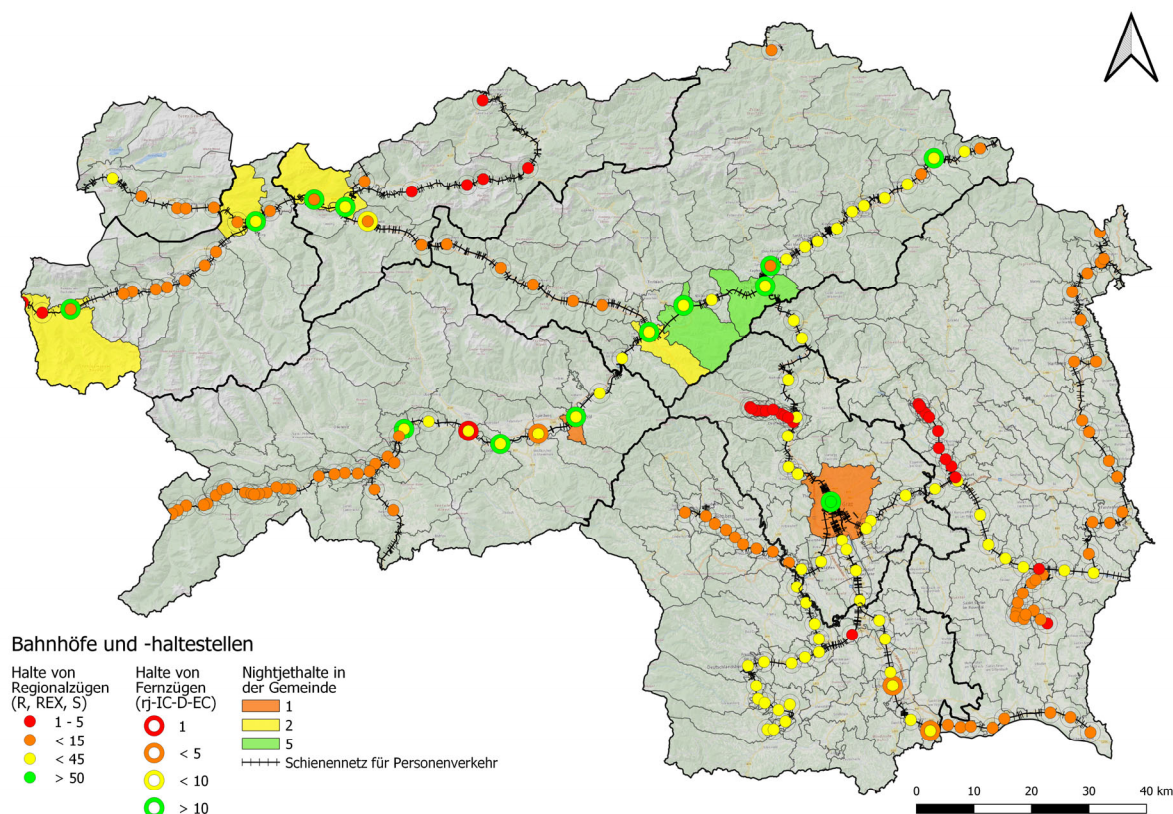 Bahnhöfe und -haltestellen
Halte von
Regionalzügen
(R, REX, S)
1 - 5
< 15
< 45
> 50
Halte von
Fernzügen
(rj-IC-D-EC)
1
< 5
< 10
> 10
Nightjethalte in
der Gemeinde
1
2
5
Schienennetz für Personenverkehr
0 10 20 30 40 km